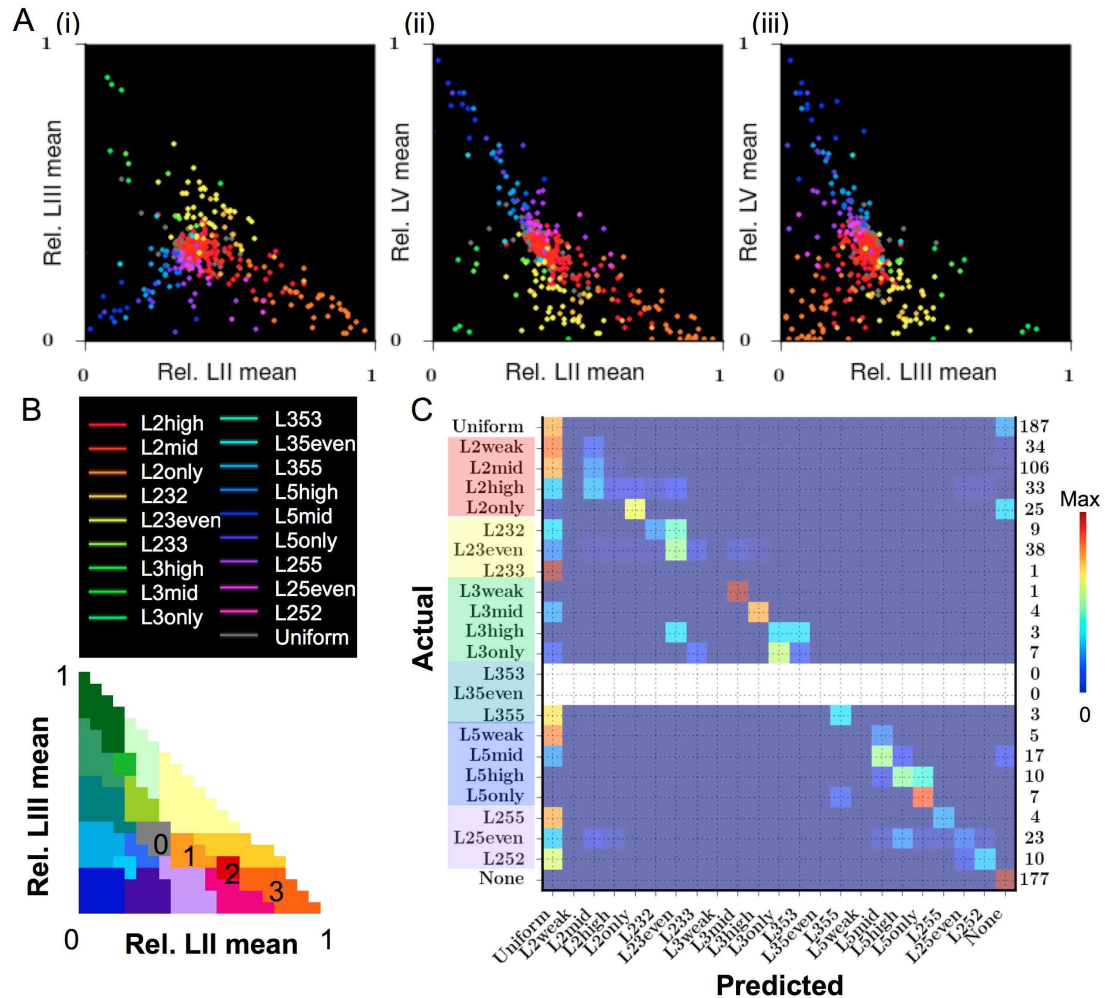 A
(i)
(ii)
(iii)
1
Rel. LIII mean
0
0
Rel. LII mean
1
1
Rel. LV mean
0
0
Rel. LII mean
1
1
Rel. LV mean
0
0
Rel. LIII mean
1
B
L2high
L2mid
L2only
L232
L23even
L233
L3high
L3mid
L3only
L353
L35even
L355
L5high
L5mid
L5only
L255
L25even
L252
Uniform
1
Rel. LIII mean
0
1
2
3
0
Rel. LII mean
1
C
Actual
Uniform 187
L2weak 34
L2mid 106
L2high 33
L2only 25
L232 9
L23even 38
L233 1
L3weak 1
L3mid 4
L3high 3
L3only 7
L353 0
L35even 0
L355 3
L5weak 5
L5mid 17
L5high 10
L5only 7
L255 4
L25even 23
L252 10
None 177
Uniform
L2weak
L2mid
L2high
L2only
L232
L23even
L233
L3weak
L3mid
L3high
L3only
L353
L35even
L355
L5weak
L5mid
L5high
L5only
L255
L25even
L252
None
Predicted
Max
0